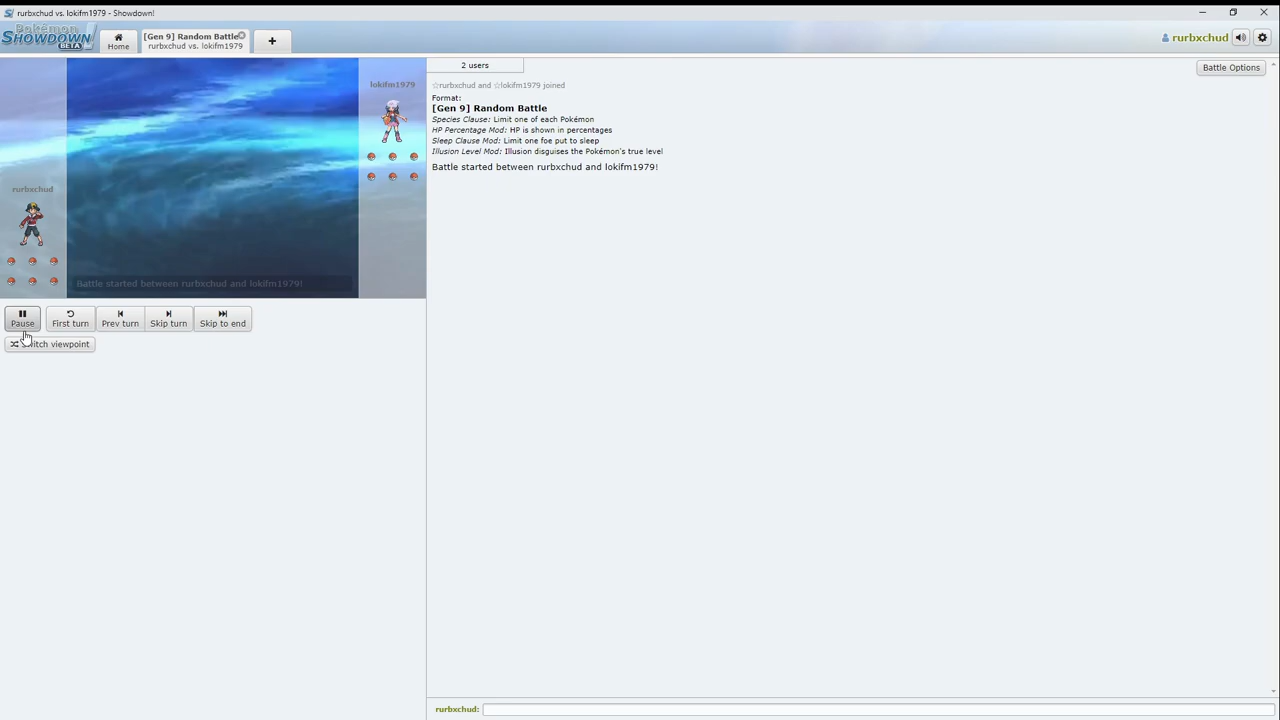 rurbxchud vs. lokifm1979 - Showdown!
Pokémon
SHOWDOWN
BETA
Home
[Gen 9] Random Battle
rurbxchud vs. lokifm1979
rurbxchud
2 users
Battle Options
☆rurbxchud and ☆lokifm1979 joined
Format:
[Gen 9] Random Battle
Species Clause: Limit one of each Pokémon
HP Percentage Mod: HP is shown in percentages
Sleep Clause Mod: Limit one foe put to sleep
Illusion Level Mod: Illusion disguises the Pokémon's true level
Battle started between rurbxchud and lokifm1979!
lokifm1979
rurbxchud
Battle started between rurbxchud and lokifm1979!
Pause
First turn
Prev turn
Skip turn
Skip to end
viewpoint
rurbxchud: